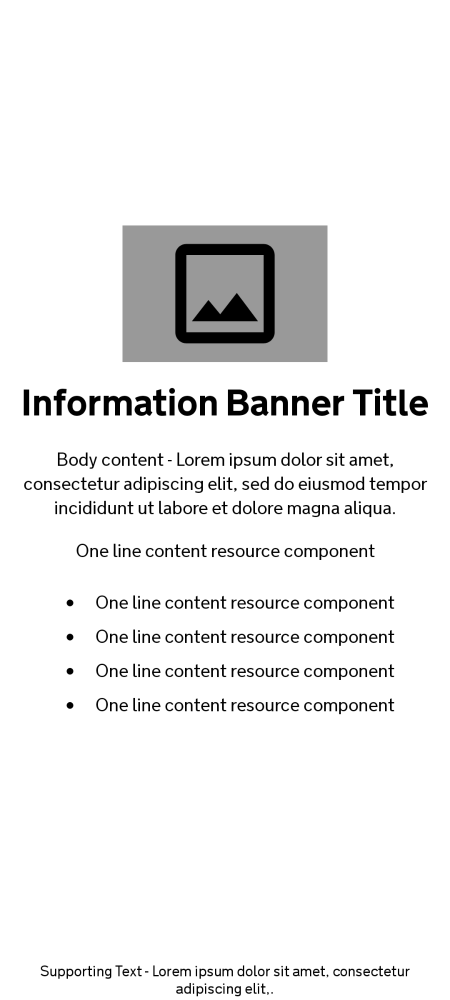 Information Banner Title
Body content - Lorem ipsum dolor sit amet,
consectetur adipiscing elit, sed do eiusmod tempor
incididunt ut labore et dolore magna aliqua.
One line content resource component
• One line content resource component
• One line content resource component
• One line content resource component
• One line content resource component
Supporting Text - Lorem ipsum dolor sit amet, consectetur
adipiscing elit,.